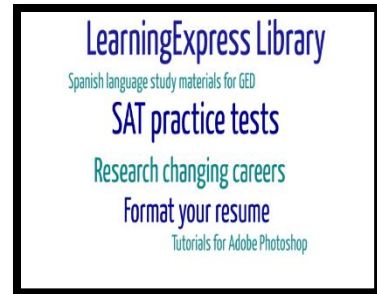 LearningExpress Library
Spanish language study materials for GED
SAT practice tests
Research changing careers
Format your resume
Tutorials for Adobe Photoshop